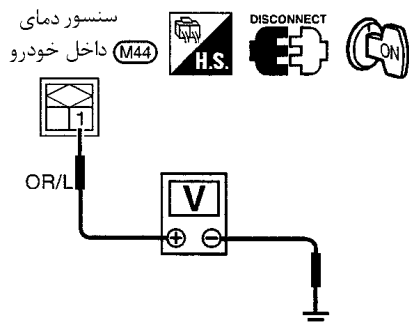 سنسور دمای
داخل خودرو M44
H.S.
DISCONNECT
ON
1
OR/L
V
+ −